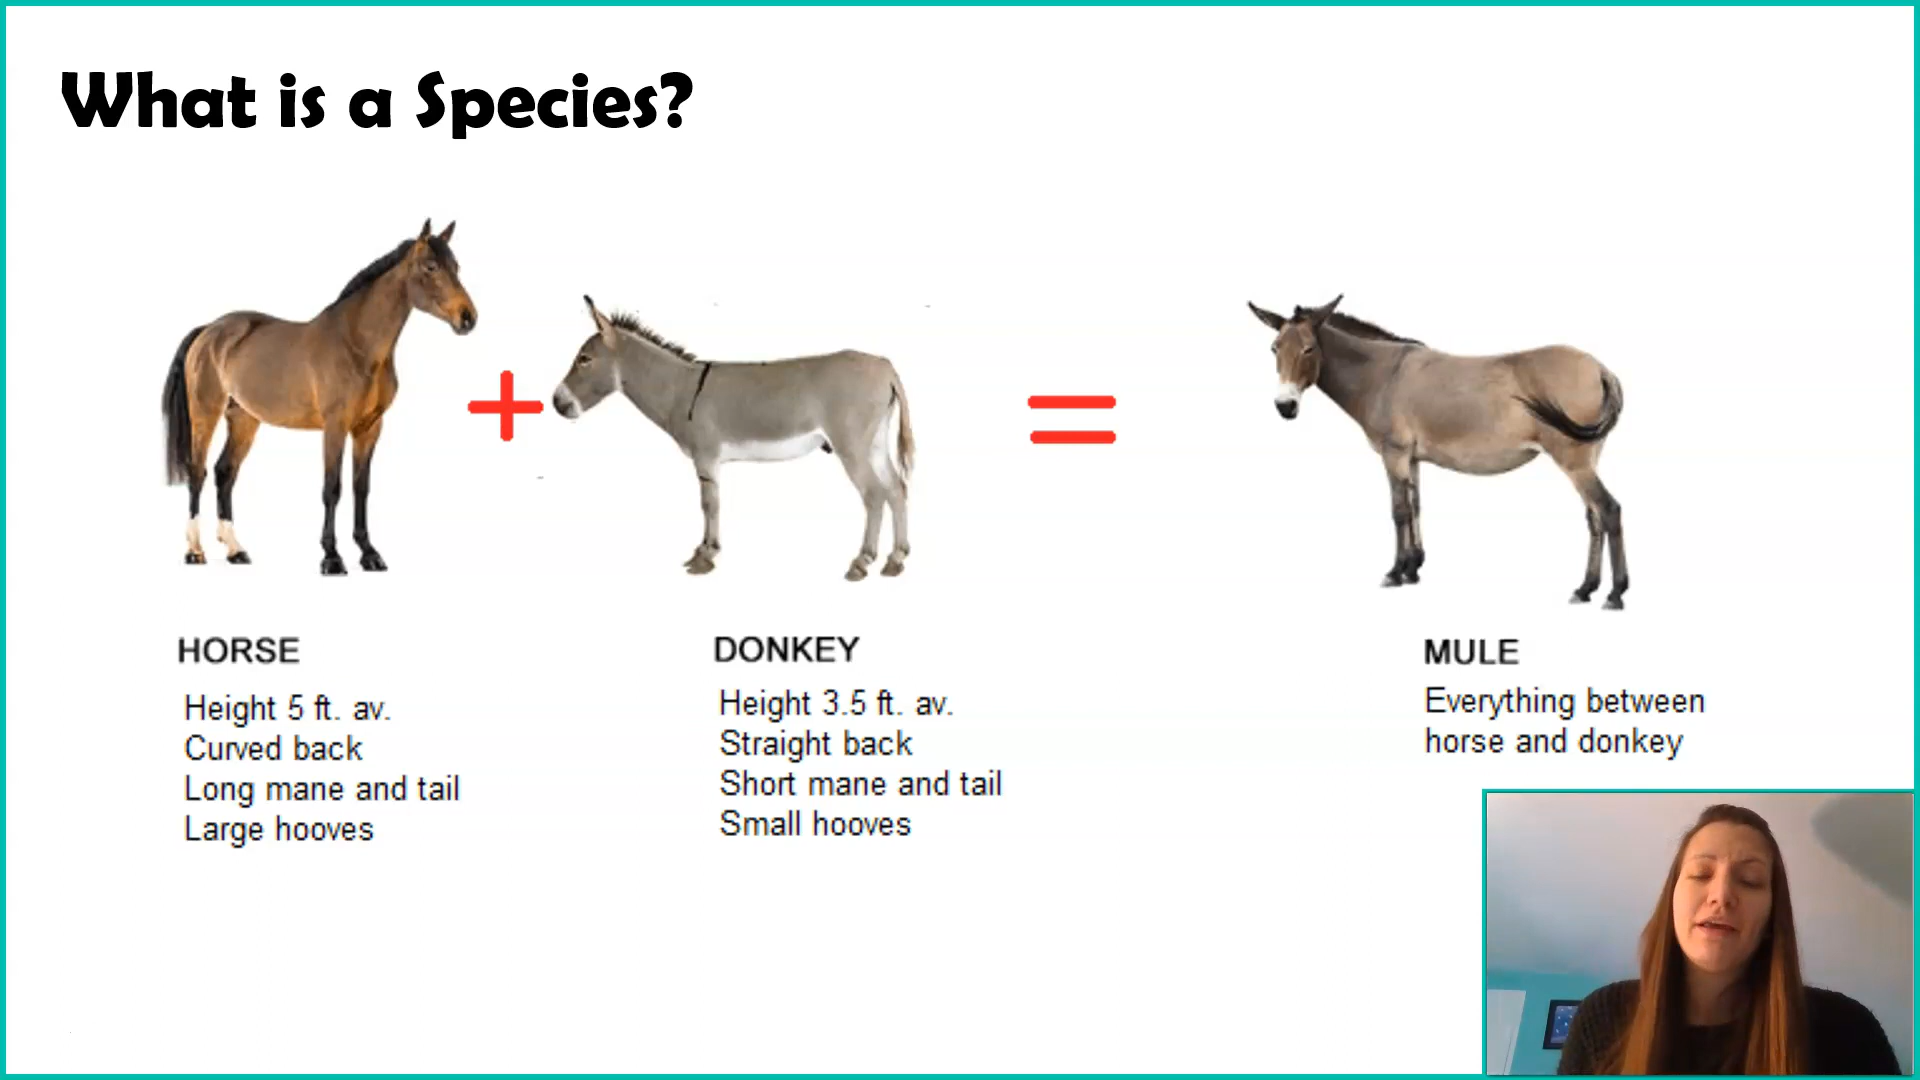 What is a Species?
HORSE
Height 5 ft. av.
Curved back
Long mane and tail
Large hooves
DONKEY
Height 3.5 ft. av.
Straight back
Short mane and tail
Small hooves
MULE
Everything between
horse and donkey